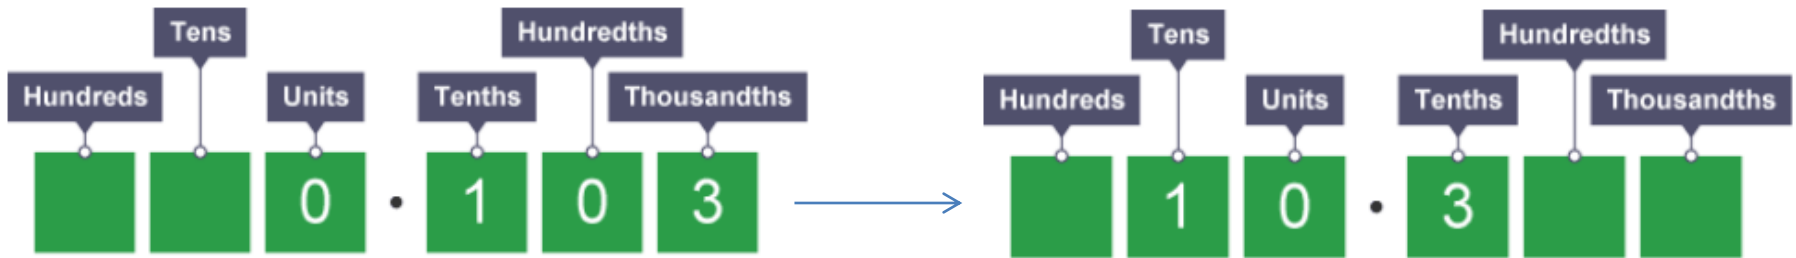 Tens Hundredths
Hundreds Units Tenths Thousandths
0 . 1 0 3
Tens Hundredths
Hundreds Units Tenths Thousandths
1 0 . 3